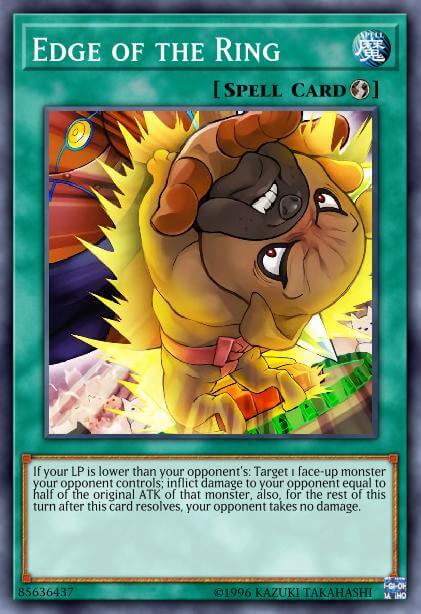 Edge of the Ring
SPELL
魔
[Spell Card]
If your LP is lower than your opponent's: Target 1 face-up monster
your opponent controls; inflict damage to your opponent equal to
half of the original ATK of that monster, also, for the rest of this
turn after this card resolves, your opponent takes no damage.
85636437
©1996 KAZUKI TAKAHASHI